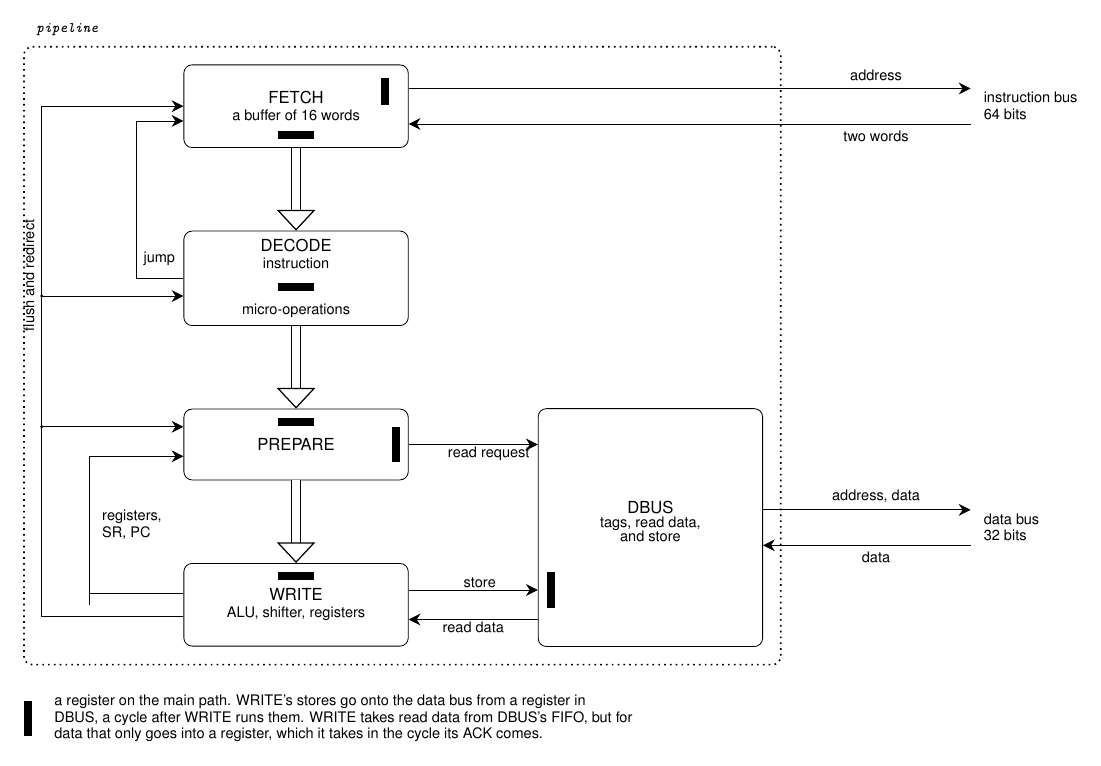 pipeline
FETCH
a buffer of 16 words
address
instruction bus
64 bits
two words
flush and redirect
jump
DECODE
instruction
micro-operations
PREPARE
read request
registers,
SR, PC
DBUS
tags, read data,
and store
address, data
data bus
32 bits
data
WRITE
ALU, shifter, registers
store
read data
a register on the main path. WRITE's stores go onto the data bus from a register in
DBUS, a cycle after WRITE runs them. WRITE takes read data from DBUS's FIFO, but for
data that only goes into a register, which it takes in the cycle its ACK comes.